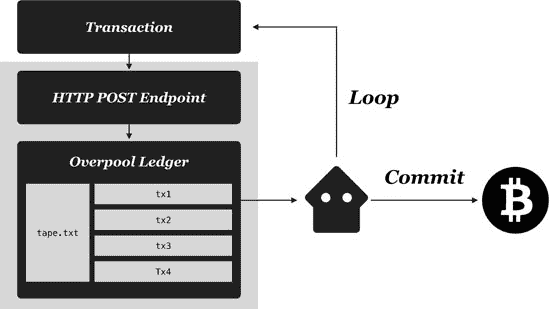 Transaction
HTTP POST Endpoint
Overpool Ledger
tape.txt
tx1
tx2
tx3
Tx4
Loop
Commit